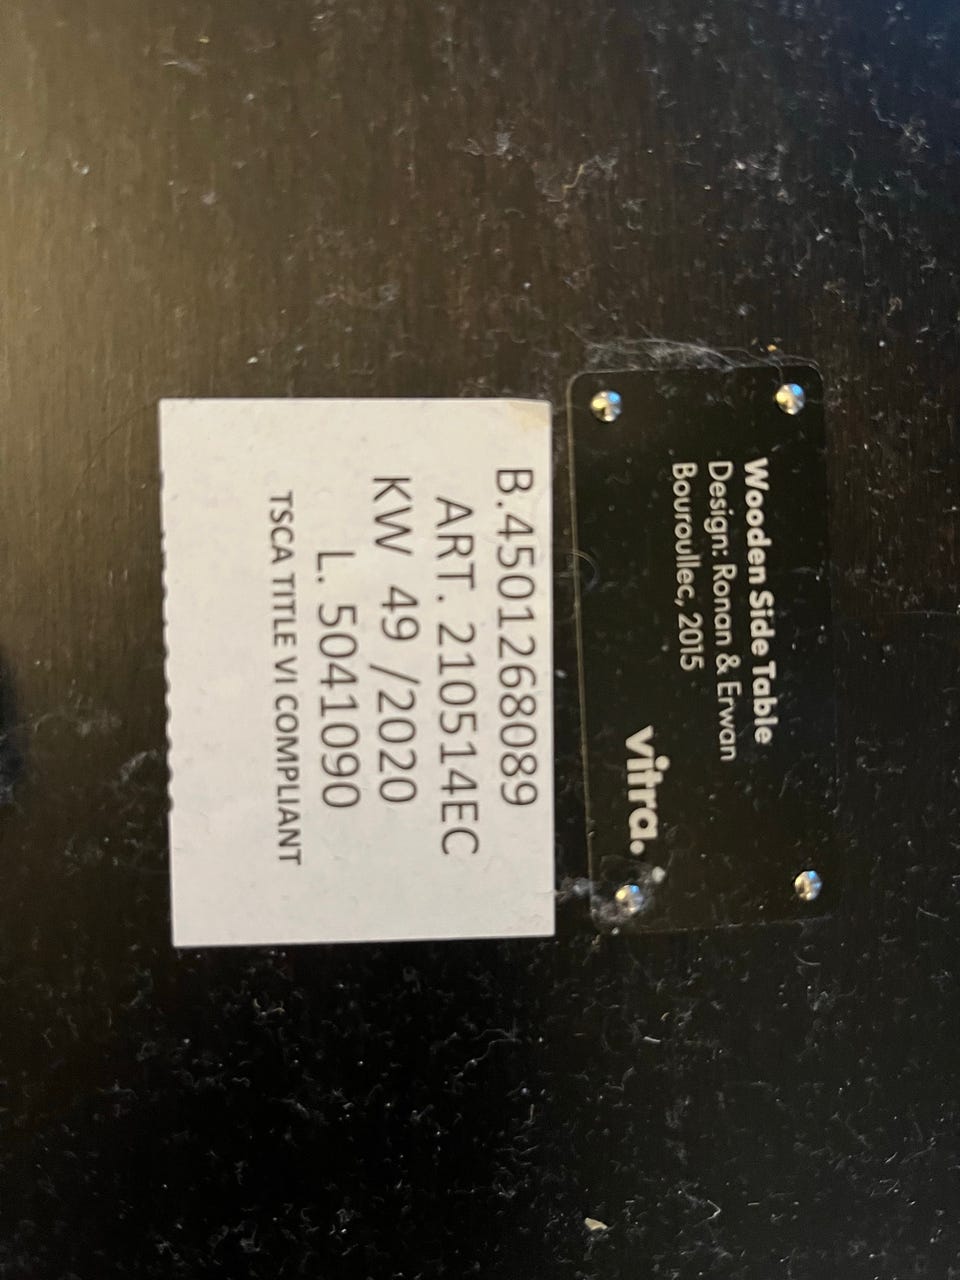 Wooden Side Table
Design: Ronan & Erwan
Bouroullec, 2015
vitra.
B.4501268089
ART. 210514EC
KW 49 /2020
L. 5041090
TSCA TITLE VI COMPLIANT